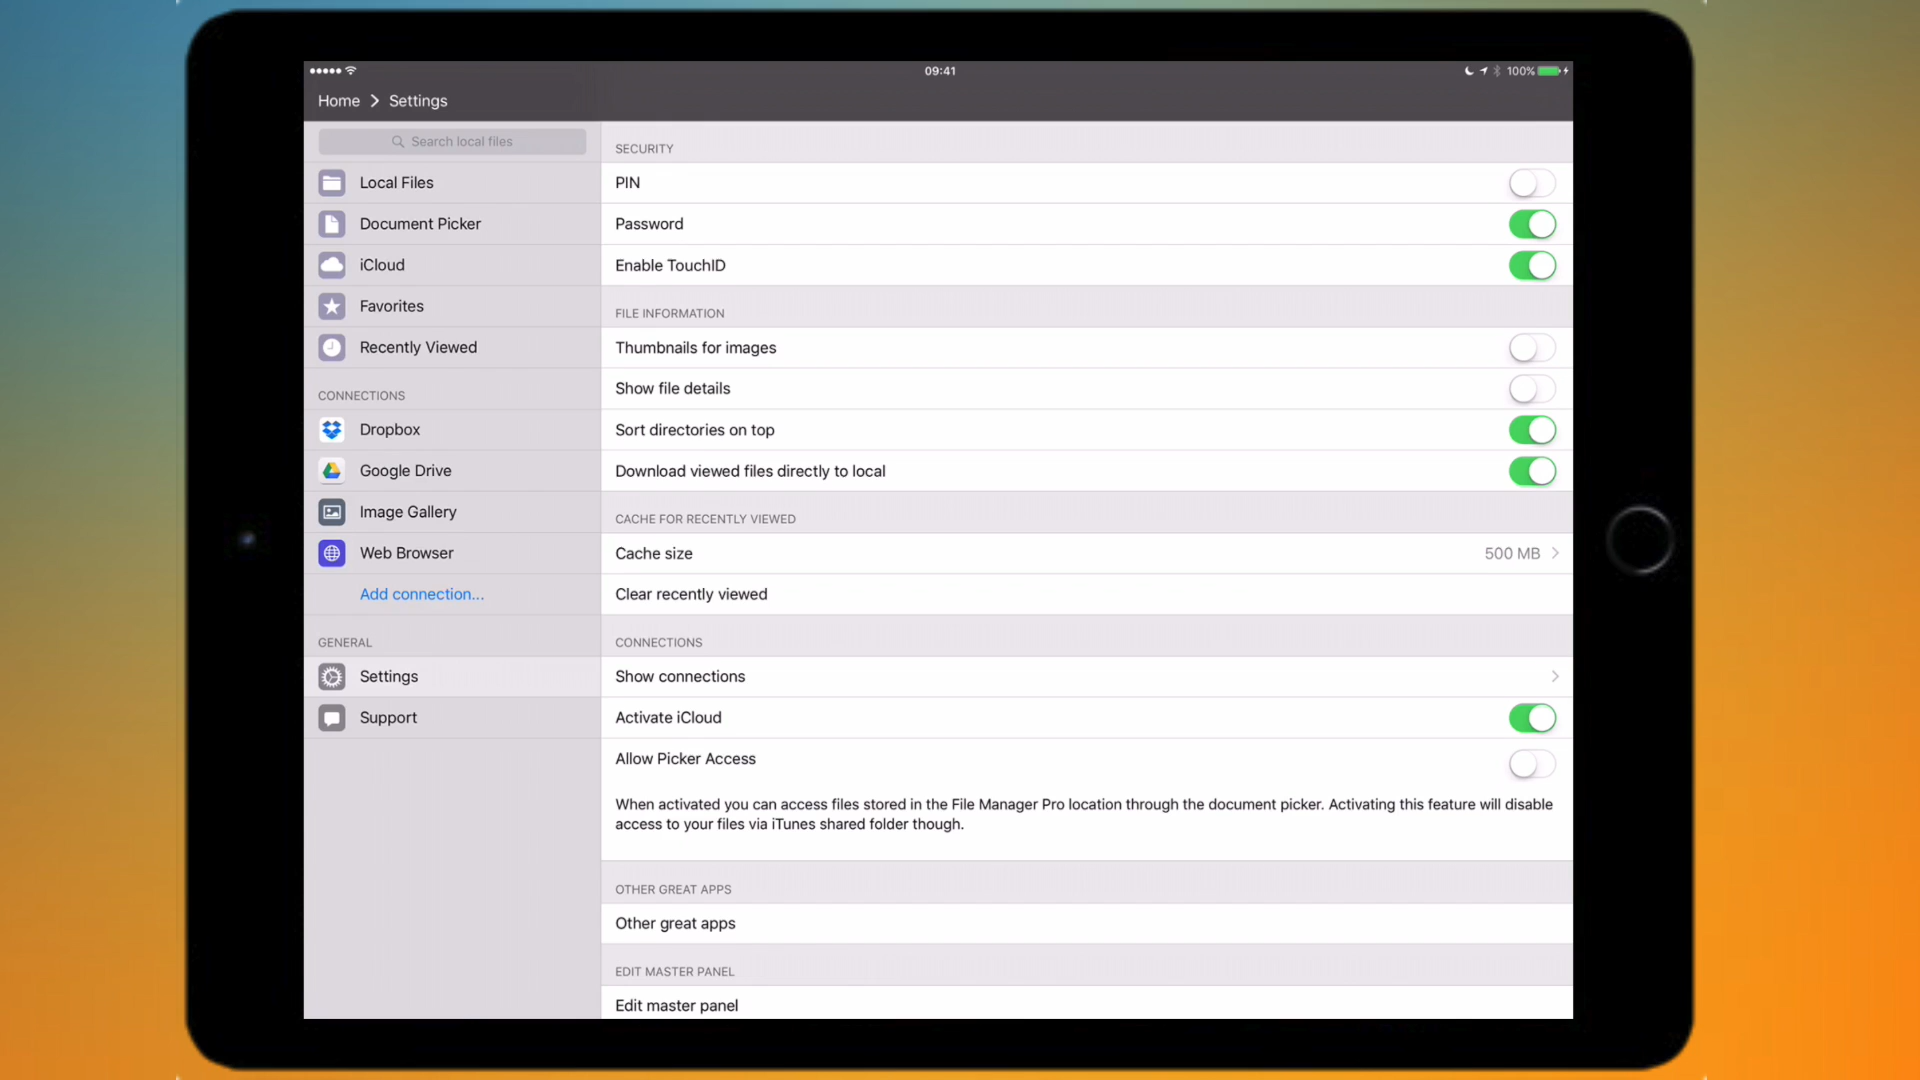 09:41
100%
Home > Settings
Search local files
Local Files
Document Picker
iCloud
Favorites
Recently Viewed
CONNECTIONS
Dropbox
Google Drive
Image Gallery
Web Browser
Add connection...
GENERAL
Settings
Support
SECURITY
PIN
Password
Enable TouchID
FILE INFORMATION
Thumbnails for images
Show file details
Sort directories on top
Download viewed files directly to local
CACHE FOR RECENTLY VIEWED
Cache size 500 MB
Clear recently viewed
CONNECTIONS
Show connections
Activate iCloud
Allow Picker Access
When activated you can access files stored in the File Manager Pro location through the document picker. Activating this feature will disable
access to your files via iTunes shared folder though.
OTHER GREAT APPS
Other great apps
EDIT MASTER PANEL
Edit master panel